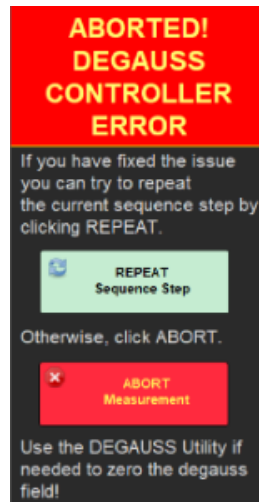 ABORTED!
DEGAUSS
CONTROLLER
ERROR
If you have fixed the issue
you can try to repeat
the current sequence step by
clicking REPEAT.
REPEAT
Sequence Step
Otherwise, click ABORT.
ABORT
Measurement
Use the DEGAUSS Utility if
needed to zero the degauss
field!